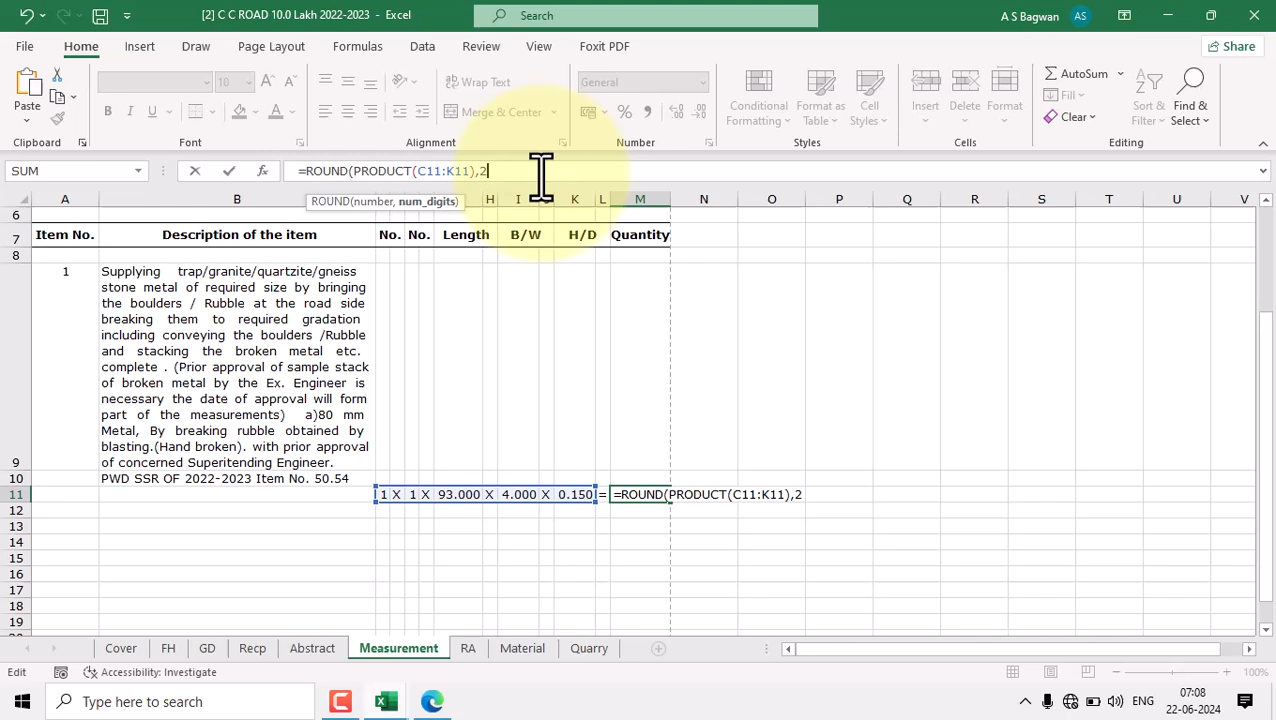 [2] C C ROAD 10.0 Lakh 2022-2023 - Excel
Search
A S Bagwan
AS
File
Home
Insert
Draw
Page Layout
Formulas
Data
Review
View
Foxit PDF
Share
Paste
10
A^
B
I
U
A
Wrap Text
Merge & Center
General
%
Conditional
Formatting
Format as
Table
Cell
Styles
Insert
Delete
Format
AutoSum
Fill
Clear
Sort &
Filter
Find &
Select
Clipboard
Font
Alignment
Number
Styles
Cells
Editing
SUM
fx
=ROUND(PRODUCT(C11:K11),2
ROUND(number, num_digits)
A B H I K L M N O P Q R S T U V
6
7 Item No. Description of the item No. No. Length B/W H/D Quantity
8
1 Supplying trap/granite/quartzite/gneiss
stone metal of required size by bringing
the boulders / Rubble at the road side
breaking them to required gradation
including conveying the boulders /Rubble
and stacking the broken metal etc.
complete . (Prior approval of sample stack
of broken metal by the Ex. Engineer is
necessary the date of approval will form
part of the measurements) a)80 mm
Metal, By breaking rubble obtained by
blasting.(Hand broken). with prior approval
9 of concerned Superitending Engineer.
10 PWD SSR OF 2022-2023 Item No. 50.54
11 1 X 1 X 93.000 X 4.000 X 0.150 = =ROUND(PRODUCT(C11:K11),2
12
13
14
15
16
17
18
19
Cover
FH
GD
Recp
Abstract
Measurement
RA
Material
Quarry
Edit
Accessibility: Investigate
100%
Type here to search
ENG
07:08
22-06-2024